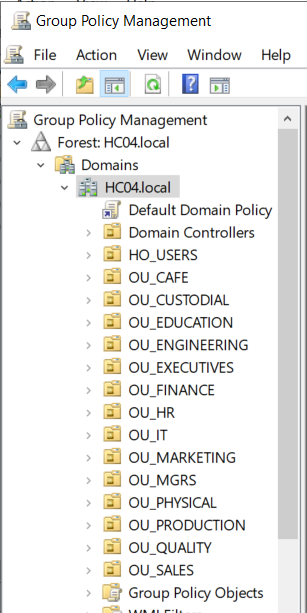 Group Policy Management
File Action View Window Help
Group Policy Management
Forest: HC04.local
Domains
HC04.local
Default Domain Policy
Domain Controllers
HO_USERS
OU_CAFE
OU_CUSTODIAL
OU_EDUCATION
OU_ENGINEERING
OU_EXECUTIVES
OU_FINANCE
OU_HR
OU_IT
OU_MARKETING
OU_MGRS
OU_PHYSICAL
OU_PRODUCTION
OU_QUALITY
OU_SALES
Group Policy Objects
WMI Filters